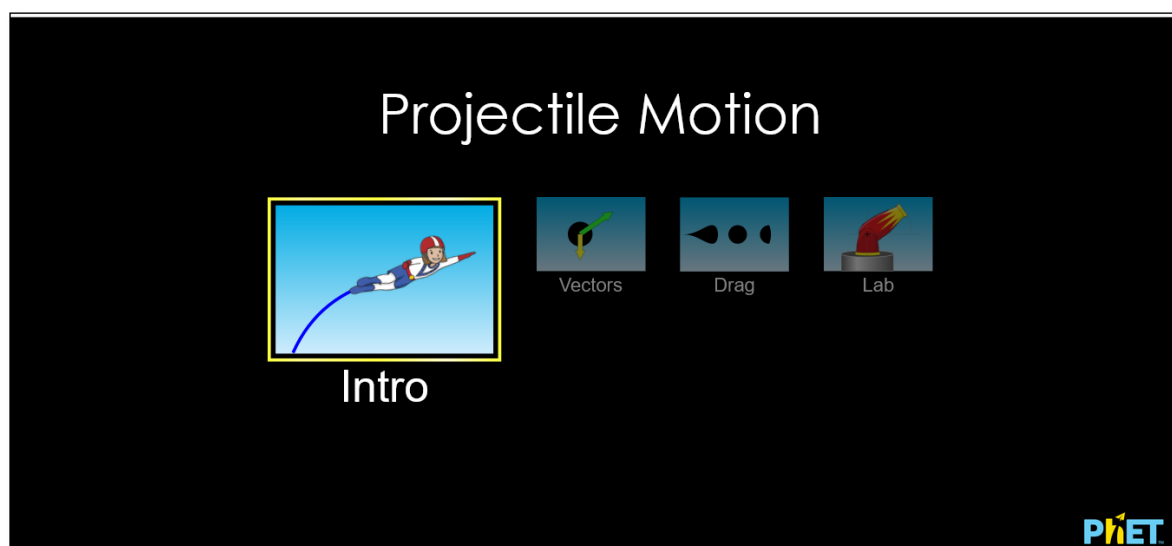 Projectile Motion
Intro
Vectors
Drag
Lab
PhET